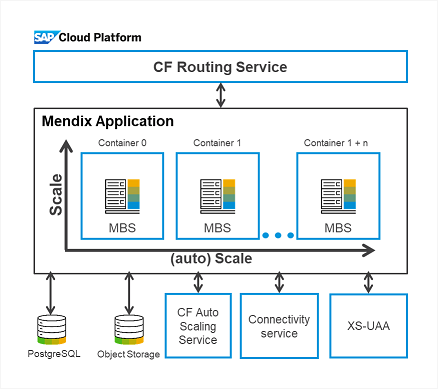 SAP Cloud Platform
CF Routing Service
Mendix Application
Container 0
Container 1
Container 1 + n
Scale
MBS
MBS
MBS
(auto) Scale
PostgreSQL
Object Storage
CF Auto
Scaling
Service
Connectivity
service
XS-UAA